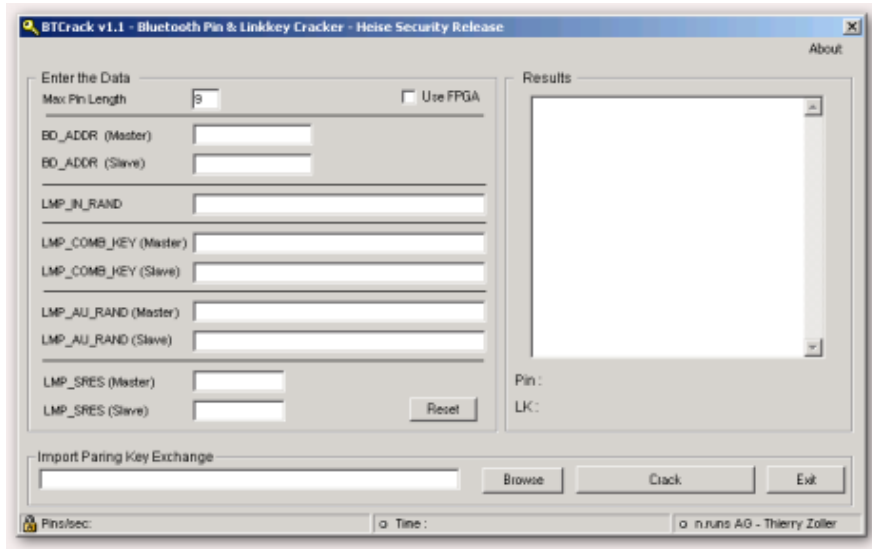 BTCrack v1.1 - Bluetooth Pin & Linkkey Cracker - Heise Security Release
About
Enter the Data
Max Pin Length 9 Use FPGA
BD_ADDR (Master)
BD_ADDR (Slave)
LMP_IN_RAND
LMP_COMB_KEY (Master)
LMP_COMB_KEY (Slave)
LMP_AU_RAND (Master)
LMP_AU_RAND (Slave)
LMP_SRES (Master)
LMP_SRES (Slave)
Reset
Results
Pin :
LK :
Import Paring Key Exchange
Browse Crack Exit
Pins/sec: Time : n.runs AG - Thierry Zoller